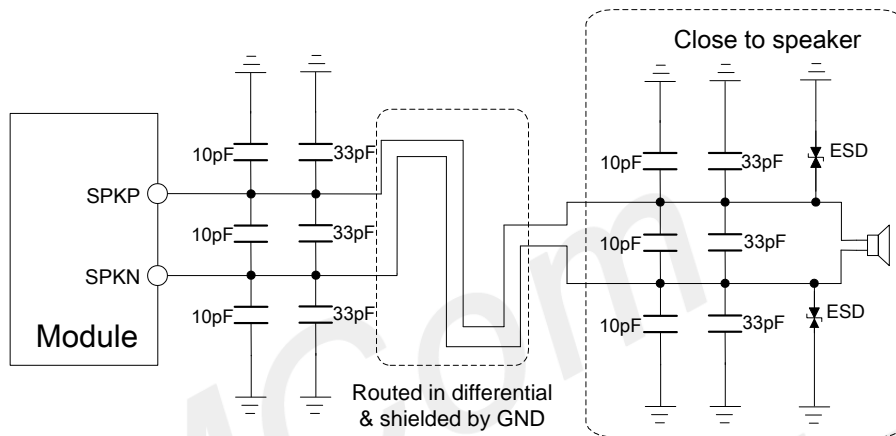 Close to speaker
10pF
33pF
10pF
33pF
ESD
SPKP
10pF
33pF
10pF
33pF
SPKN
10pF
33pF
10pF
33pF
ESD
Module
Routed in differential
& shielded by GND